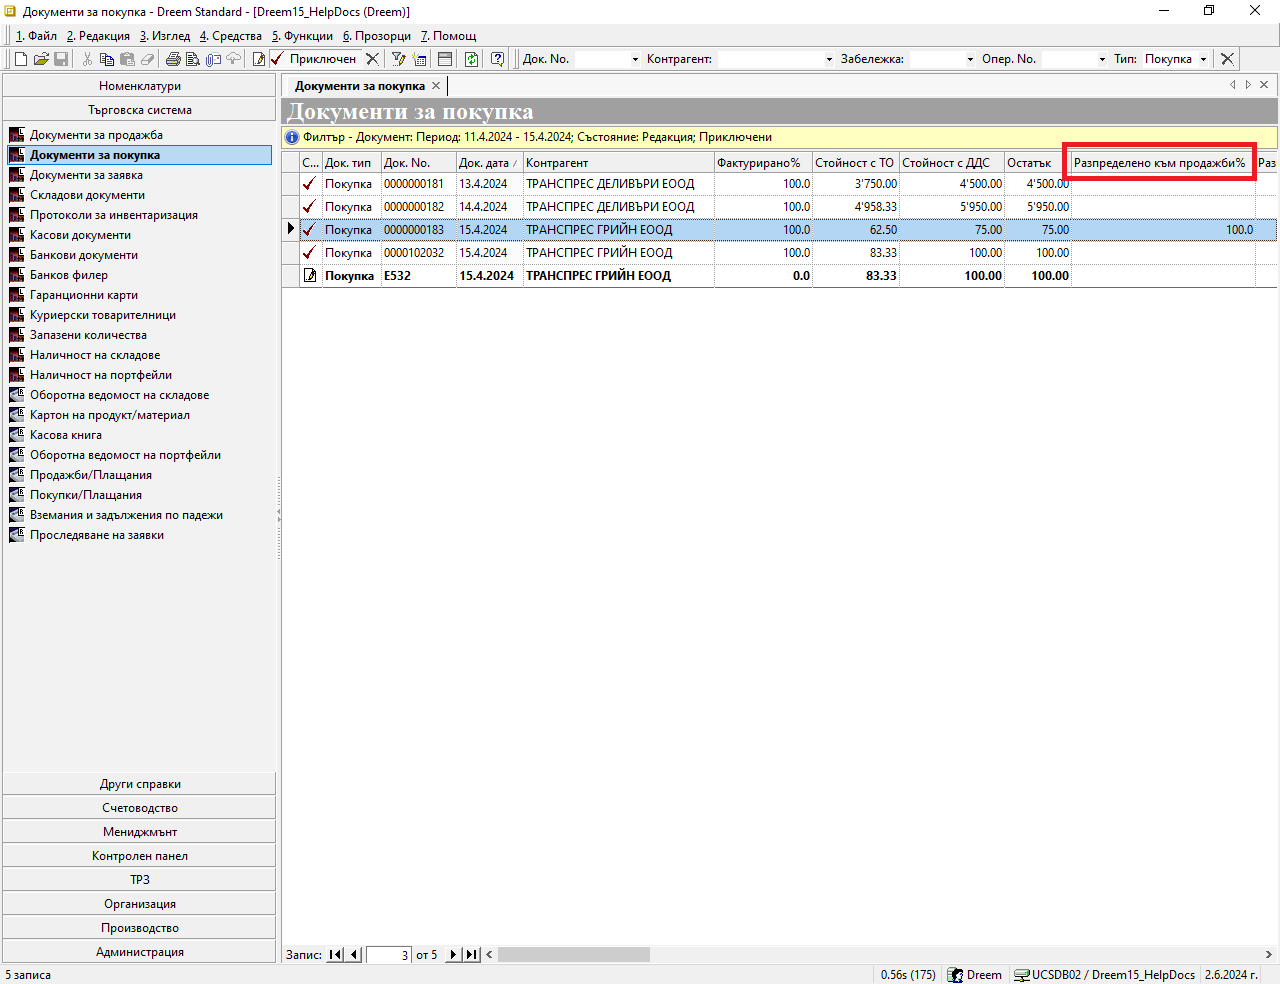 Документи за покупка - Dreem Standard - [Dreem15_HelpDocs (Dreem)]
1. Файл 2. Редакция 3. Изглед 4. Средства 5. Функции 6. Прозорци 7. Помощ
Приключен Док. No. Контрагент: Забележка: Опер. No. Тип: Покупка
Номенклатури
Търговска система
Документи за продажба
Документи за покупка
Документи за заявка
Складови документи
Протоколи за инвентаризация
Касови документи
Банкови документи
Банков филер
Гаранционни карти
Куриерски товарителници
Запазени количества
Наличност на складове
Наличност на портфейли
Оборотна ведомост на складове
Картон на продукт/материал
Касова книга
Оборотна ведомост на портфейли
Продажби/Плащания
Покупки/Плащания
Вземания и задължения по падежи
Проследяване на заявки
Други справки
Счетоводство
Мениджмънт
Контролен панел
ТРЗ
Организация
Производство
Администрация
Документи за покупка
Документи за покупка
Филтър - Документ: Период: 11.4.2024 - 15.4.2024; Състояние: Редакция; Приключени
С... Док. тип Док. No. Док. дата Контрагент Фактурирано% Стойност с ТО Стойност с ДДС Остатък Разпределено към продажби% Раз
Покупка 0000000181 13.4.2024 ТРАНСПРЕС ДЕЛИВЪРИ ЕООД 100.0 3'750.00 4'500.00 4'500.00
Покупка 0000000182 14.4.2024 ТРАНСПРЕС ДЕЛИВЪРИ ЕООД 100.0 4'958.33 5'950.00 5'950.00
Покупка 0000000183 15.4.2024 ТРАНСПРЕС ГРИЙН ЕООД 100.0 62.50 75.00 75.00 100.0
Покупка 0000102032 15.4.2024 ТРАНСПРЕС ГРИЙН ЕООД 100.0 83.33 100.00 100.00
Покупка E532 15.4.2024 ТРАНСПРЕС ГРИЙН ЕООД 0.0 83.33 100.00 100.00
Запис: 3 от 5
5 записа 0.56s (175) Dreem UCSDB02 / Dreem15_HelpDocs 2.6.2024 г.